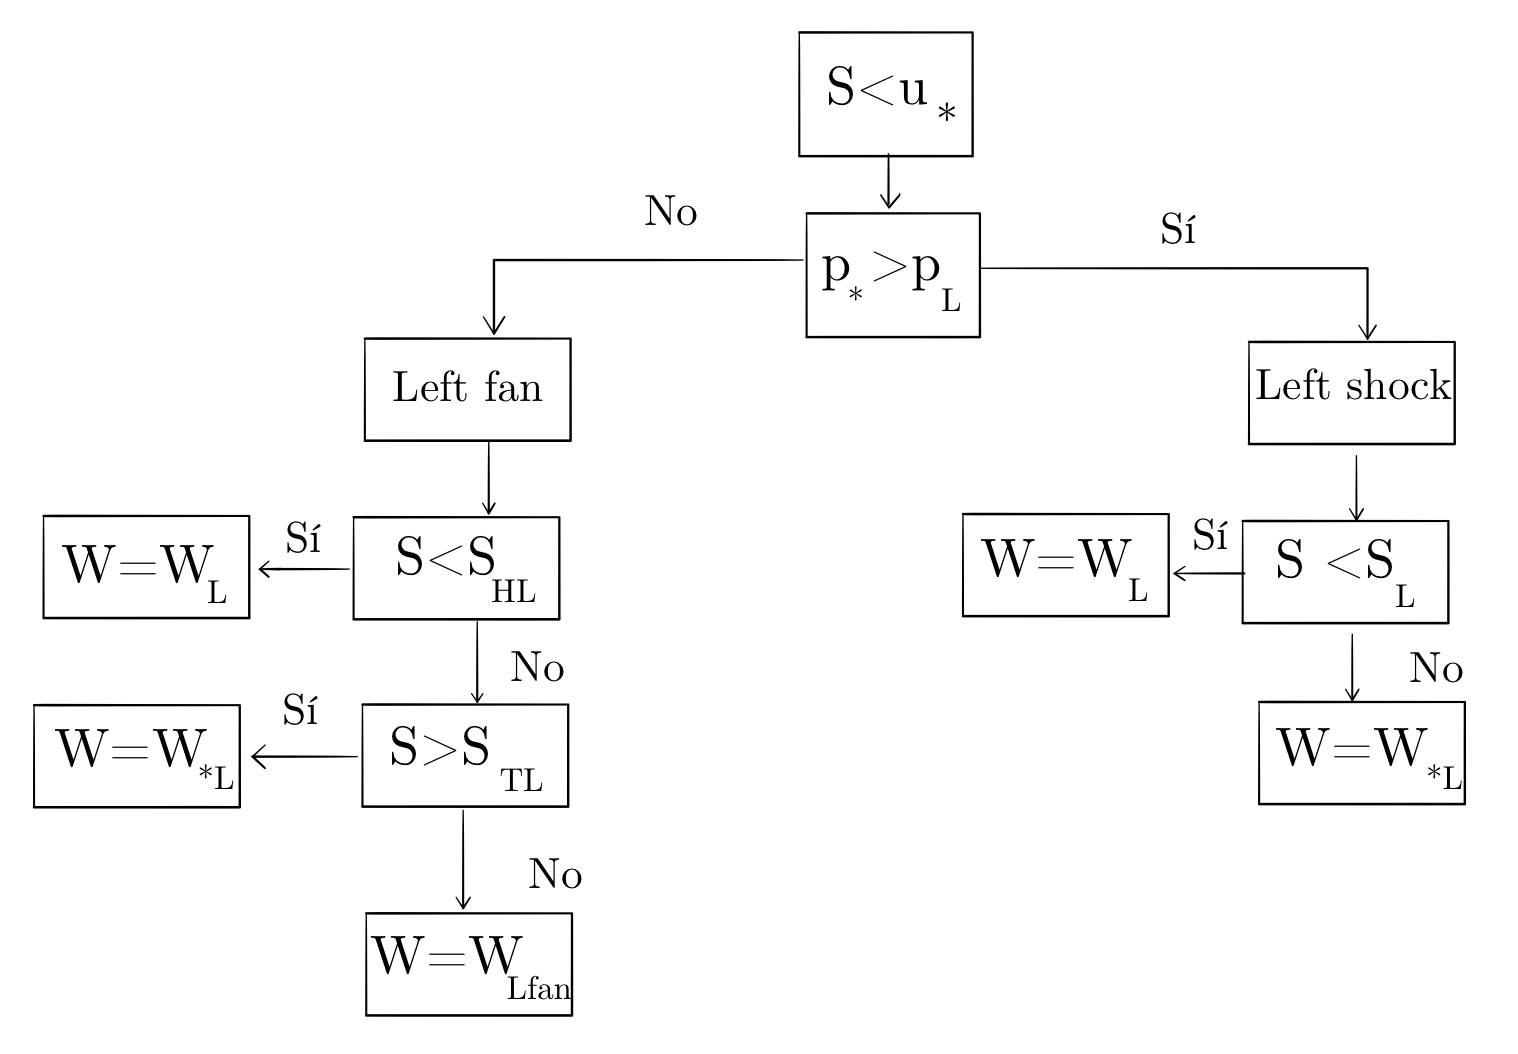 S<u*
No
Sí
p*>pL
Left fan
Left shock
W=WL
Sí
S<SHL
W=WL
Sí
S <SL
No
No
W=W*L
Sí
S>STL
W=W*L
No
W=WLfan